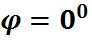 𝝋 = 𝟎⁰